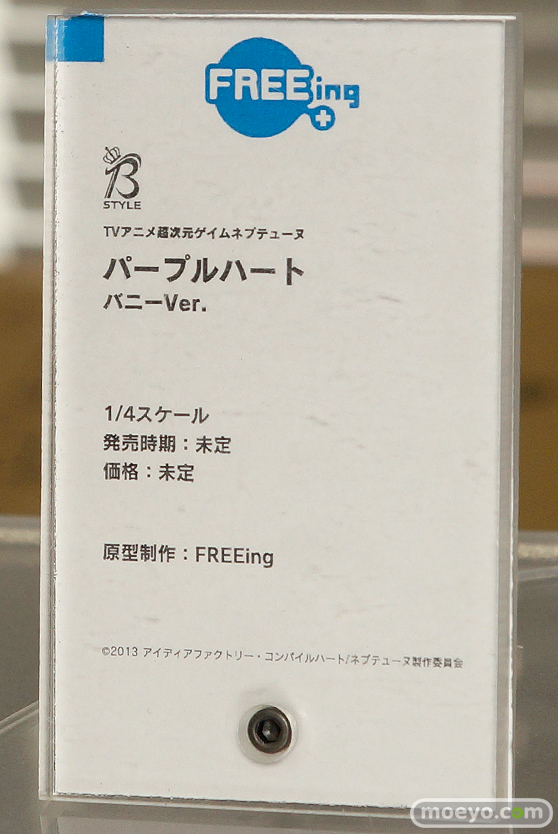 FREEing
B
STYLE
TVアニメ超次元ゲイムネプテューヌ
パープルハート
バニーVer.
1/4スケール
発売時期：未定
価格：未定
原型制作：FREEing
©2013 アイディアファクトリー・コンパイルハート/ネプテューヌ製作委員会
moeyo.com